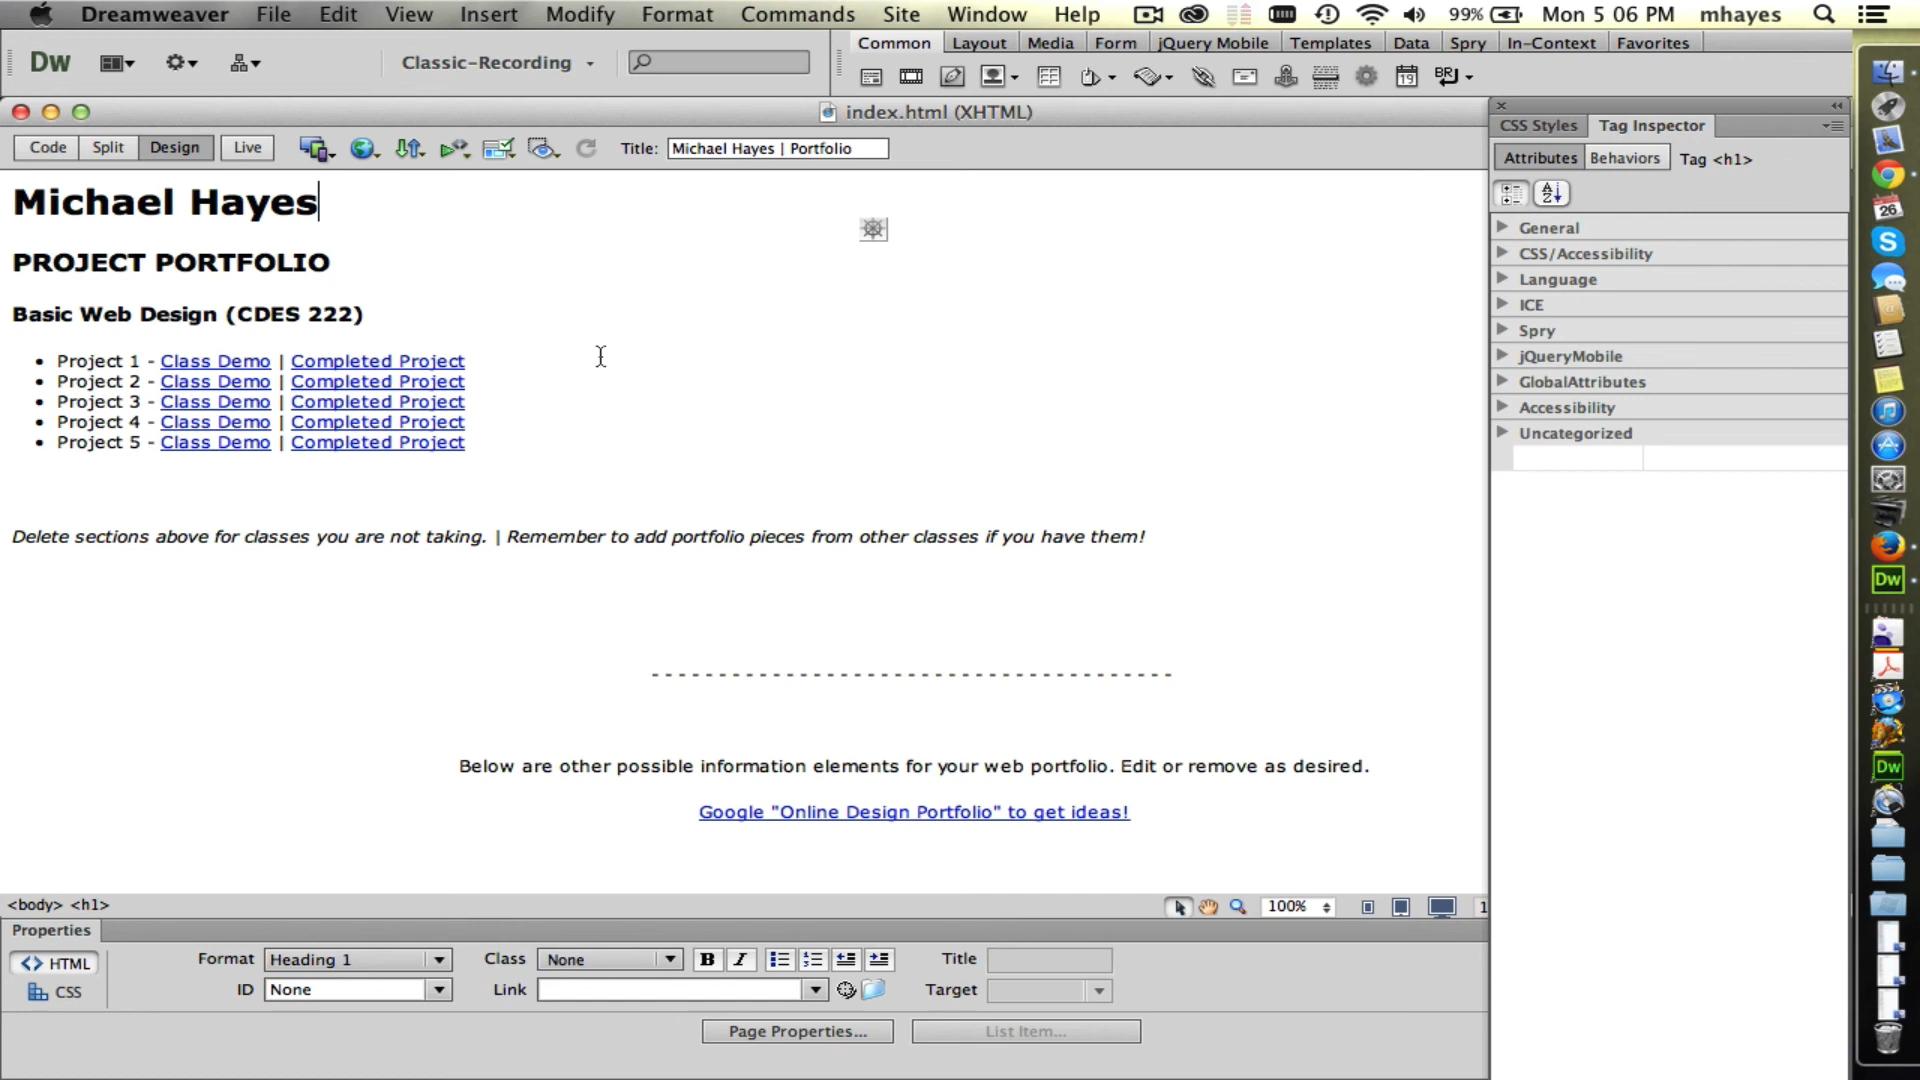 Dreamweaver File Edit View Insert Modify Format Commands Site Window Help 99% Mon 5 06 PM mhayes
Dw Classic-Recording
Common Layout Media Form jQuery Mobile Templates Data Spry In-Context Favorites
19 BRJ
index.html (XHTML)
Code Split Design Live Title: Michael Hayes | Portfolio
CSS Styles Tag Inspector
Attributes Behaviors Tag <h1>
A Z
General
CSS/Accessibility
Language
ICE
Spry
jQueryMobile
GlobalAttributes
Accessibility
Uncategorized
Michael Hayes
PROJECT PORTFOLIO
Basic Web Design (CDES 222)
• Project 1 - Class Demo | Completed Project
• Project 2 - Class Demo | Completed Project
• Project 3 - Class Demo | Completed Project
• Project 4 - Class Demo | Completed Project
• Project 5 - Class Demo | Completed Project
Delete sections above for classes you are not taking. | Remember to add portfolio pieces from other classes if you have them!
- - - - - - - - - - - - - - - - - - - - - - - - - - - - - - - - - - - - - - -
Below are other possible information elements for your web portfolio. Edit or remove as desired.
Google "Online Design Portfolio" to get ideas!
<body> <h1> 100% 1
Properties
<> HTML Format Heading 1 Class None B I Title
CSS ID None Link Target
Page Properties... List Item...
26
S
Dw
Dw